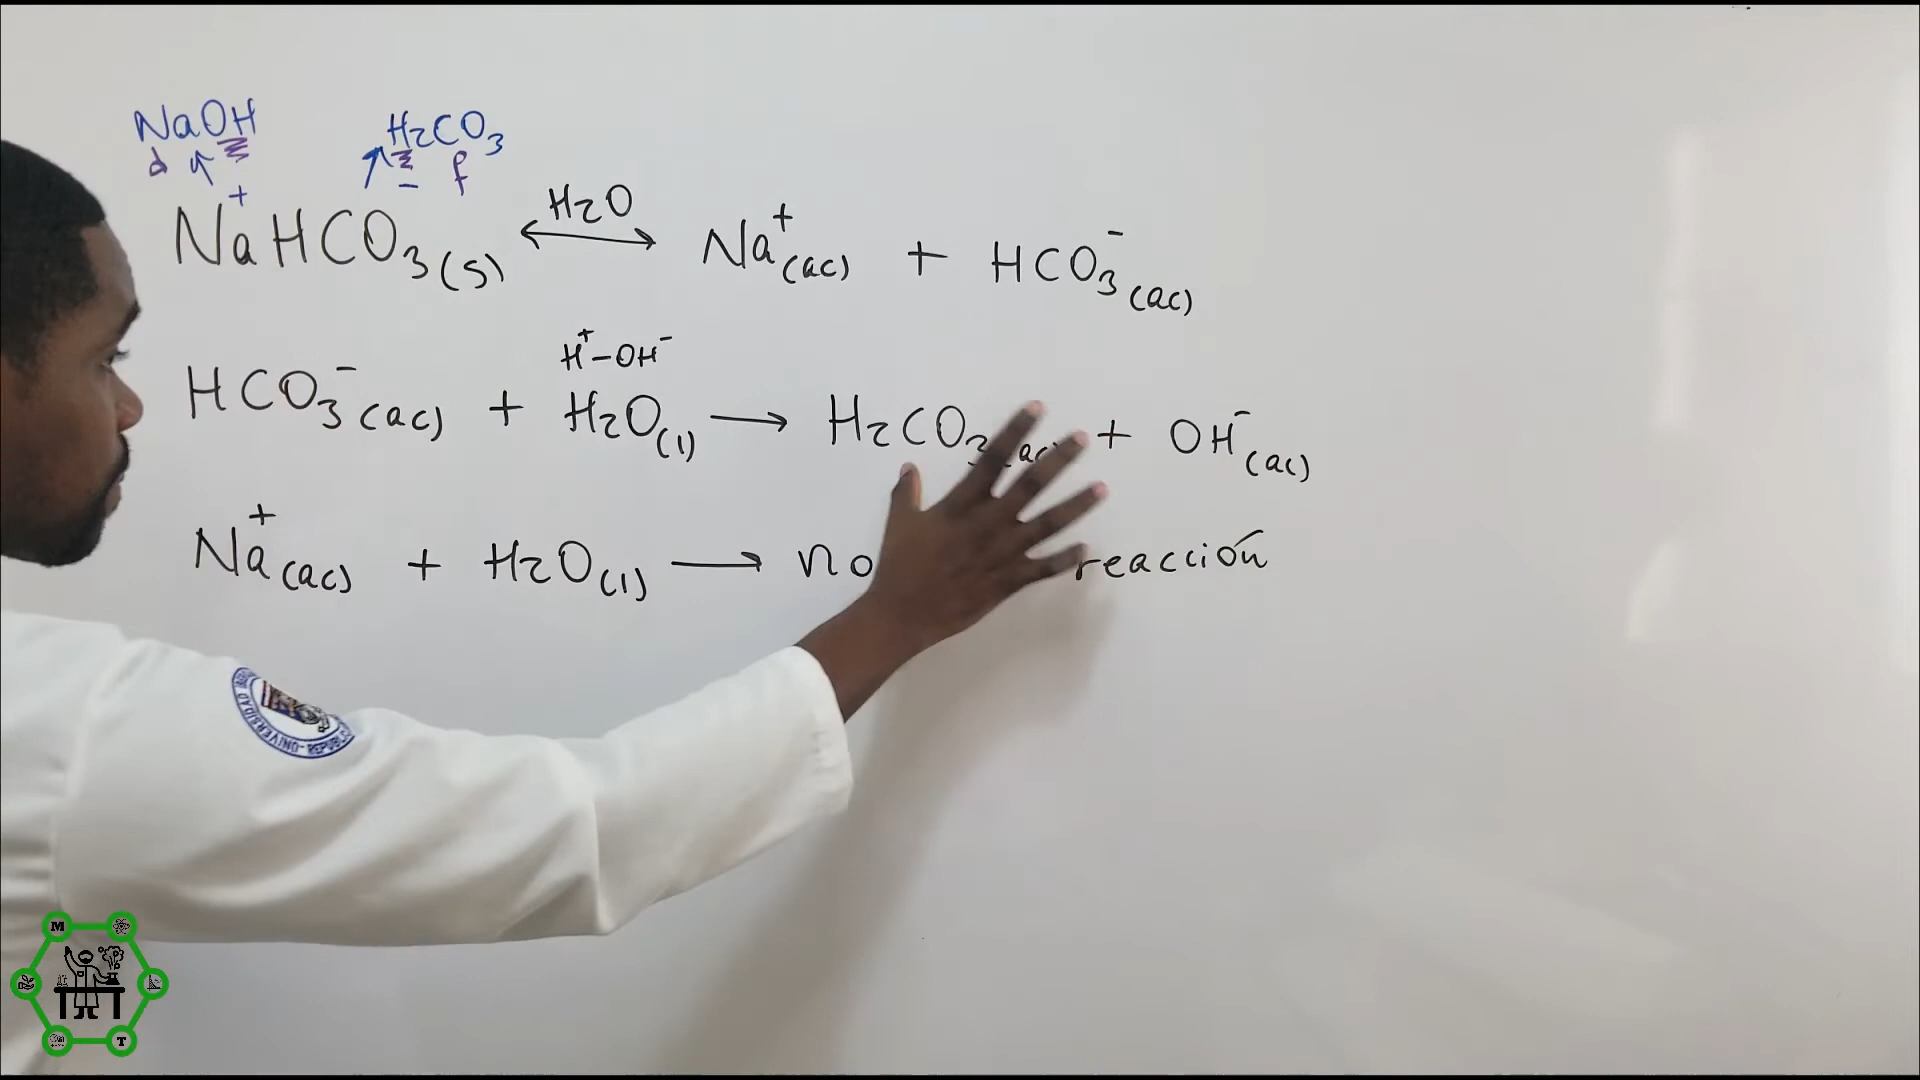 NaOH H₂CO₃
d f
+ −
NaHCO₃(s) ⟷ H₂O Na⁺(ac) + HCO₃⁻(ac)
H⁺−OH⁻
HCO₃⁻(ac) + H₂O(l) → H₂CO₃(ac) + OH⁻(ac)
Na⁺(ac) + H₂O(l) → no reacción
M
T